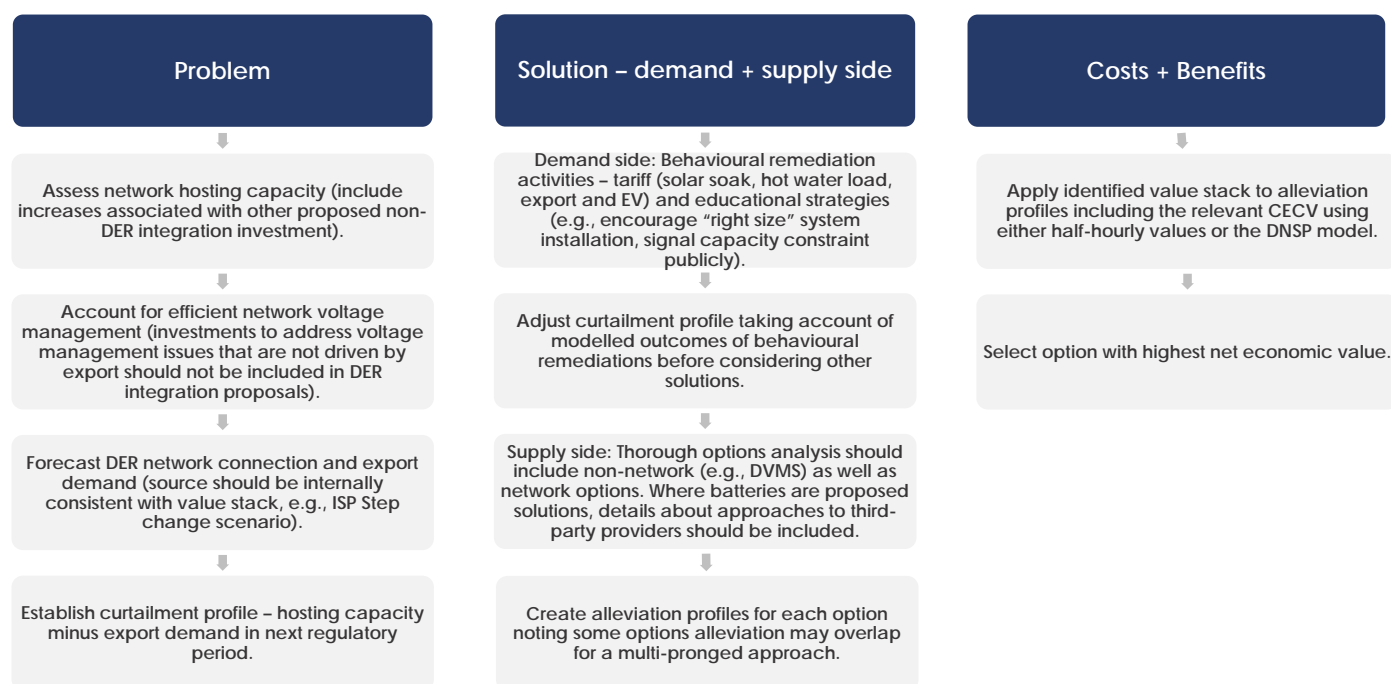 Problem
Assess network hosting capacity (include
increases associated with other proposed non-
DER integration investment).
Account for efficient network voltage
management (investments to address voltage
management issues that are not driven by
export should not be included in DER
integration proposals).
Forecast DER network connection and export
demand (source should be internally
consistent with value stack, e.g., ISP Step
change scenario).
Establish curtailment profile – hosting capacity
minus export demand in next regulatory
period.
Solution – demand + supply side
Demand side: Behavioural remediation
activities – tariff (solar soak, hot water load,
export and EV) and educational strategies
(e.g., encourage “right size” system
installation, signal capacity constraint
publicly).
Adjust curtailment profile taking account of
modelled outcomes of behavioural
remediations before considering other
solutions.
Supply side: Thorough options analysis should
include non-network (e.g., DVMS) as well as
network options. Where batteries are proposed
solutions, details about approaches to third-
party providers should be included.
Create alleviation profiles for each option
noting some options alleviation may overlap
for a multi-pronged approach.
Costs + Benefits
Apply identified value stack to alleviation
profiles including the relevant CECV using
either half-hourly values or the DNSP model.
Select option with highest net economic value.